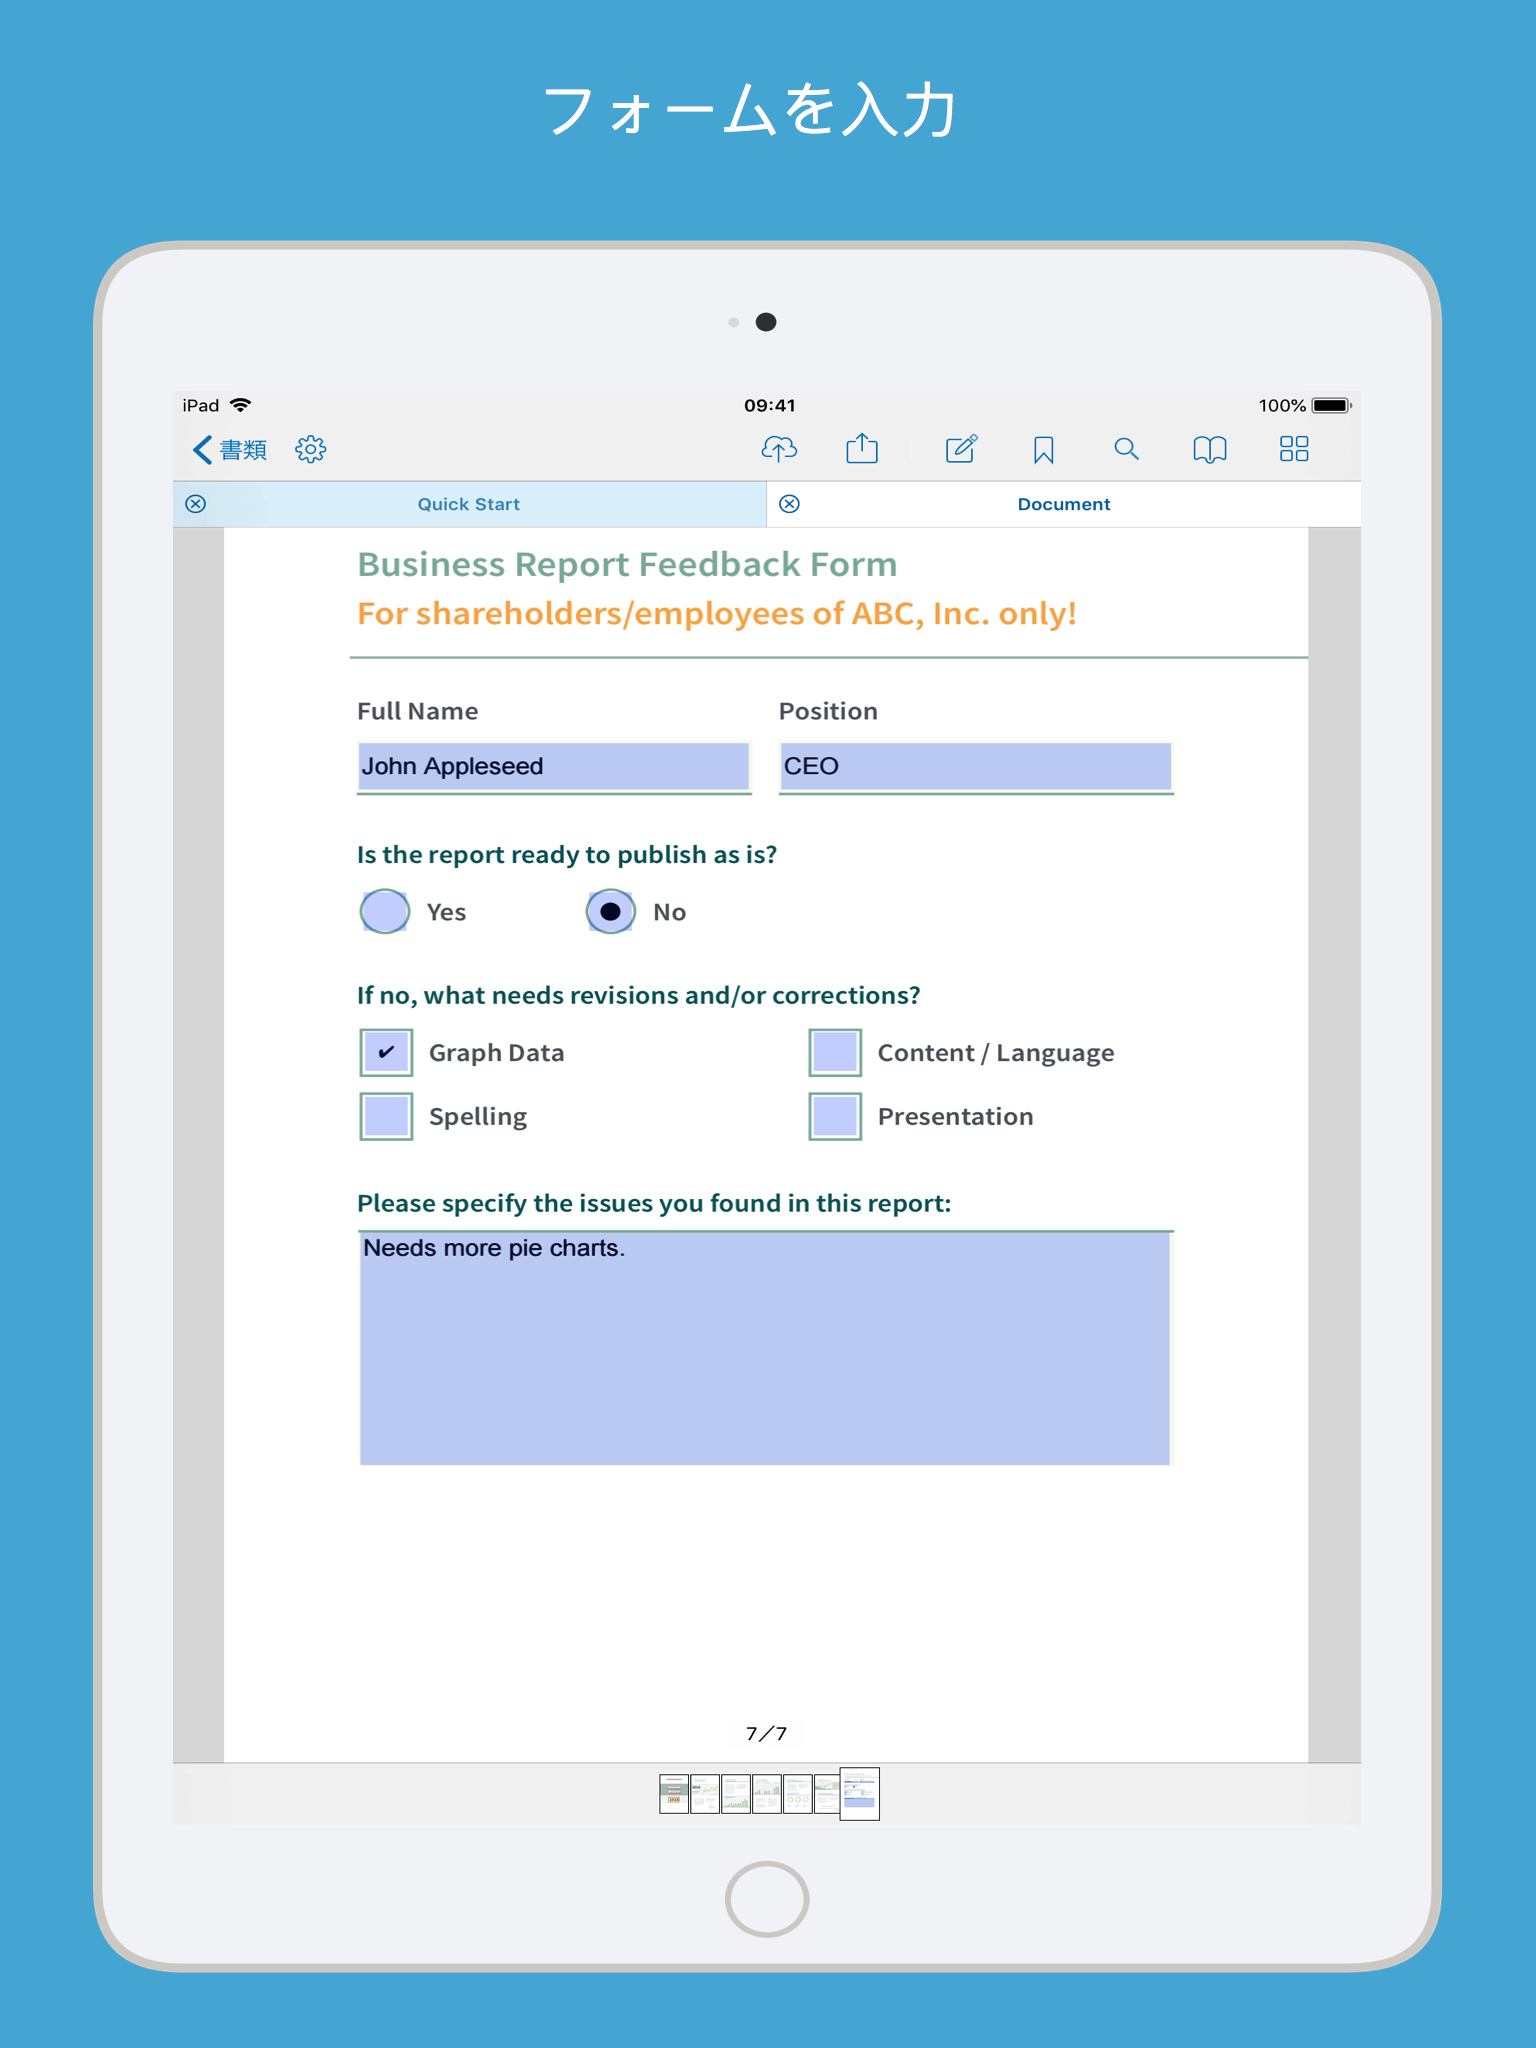 フォームを入力
iPad 09:41 100%
書類
Quick Start Document
Business Report Feedback Form
For shareholders/employees of ABC, Inc. only!
Full Name Position
John Appleseed CEO
Is the report ready to publish as is?
Yes No
If no, what needs revisions and/or corrections?
Graph Data Content / Language
Spelling Presentation
Please specify the issues you found in this report:
Needs more pie charts.
7／7